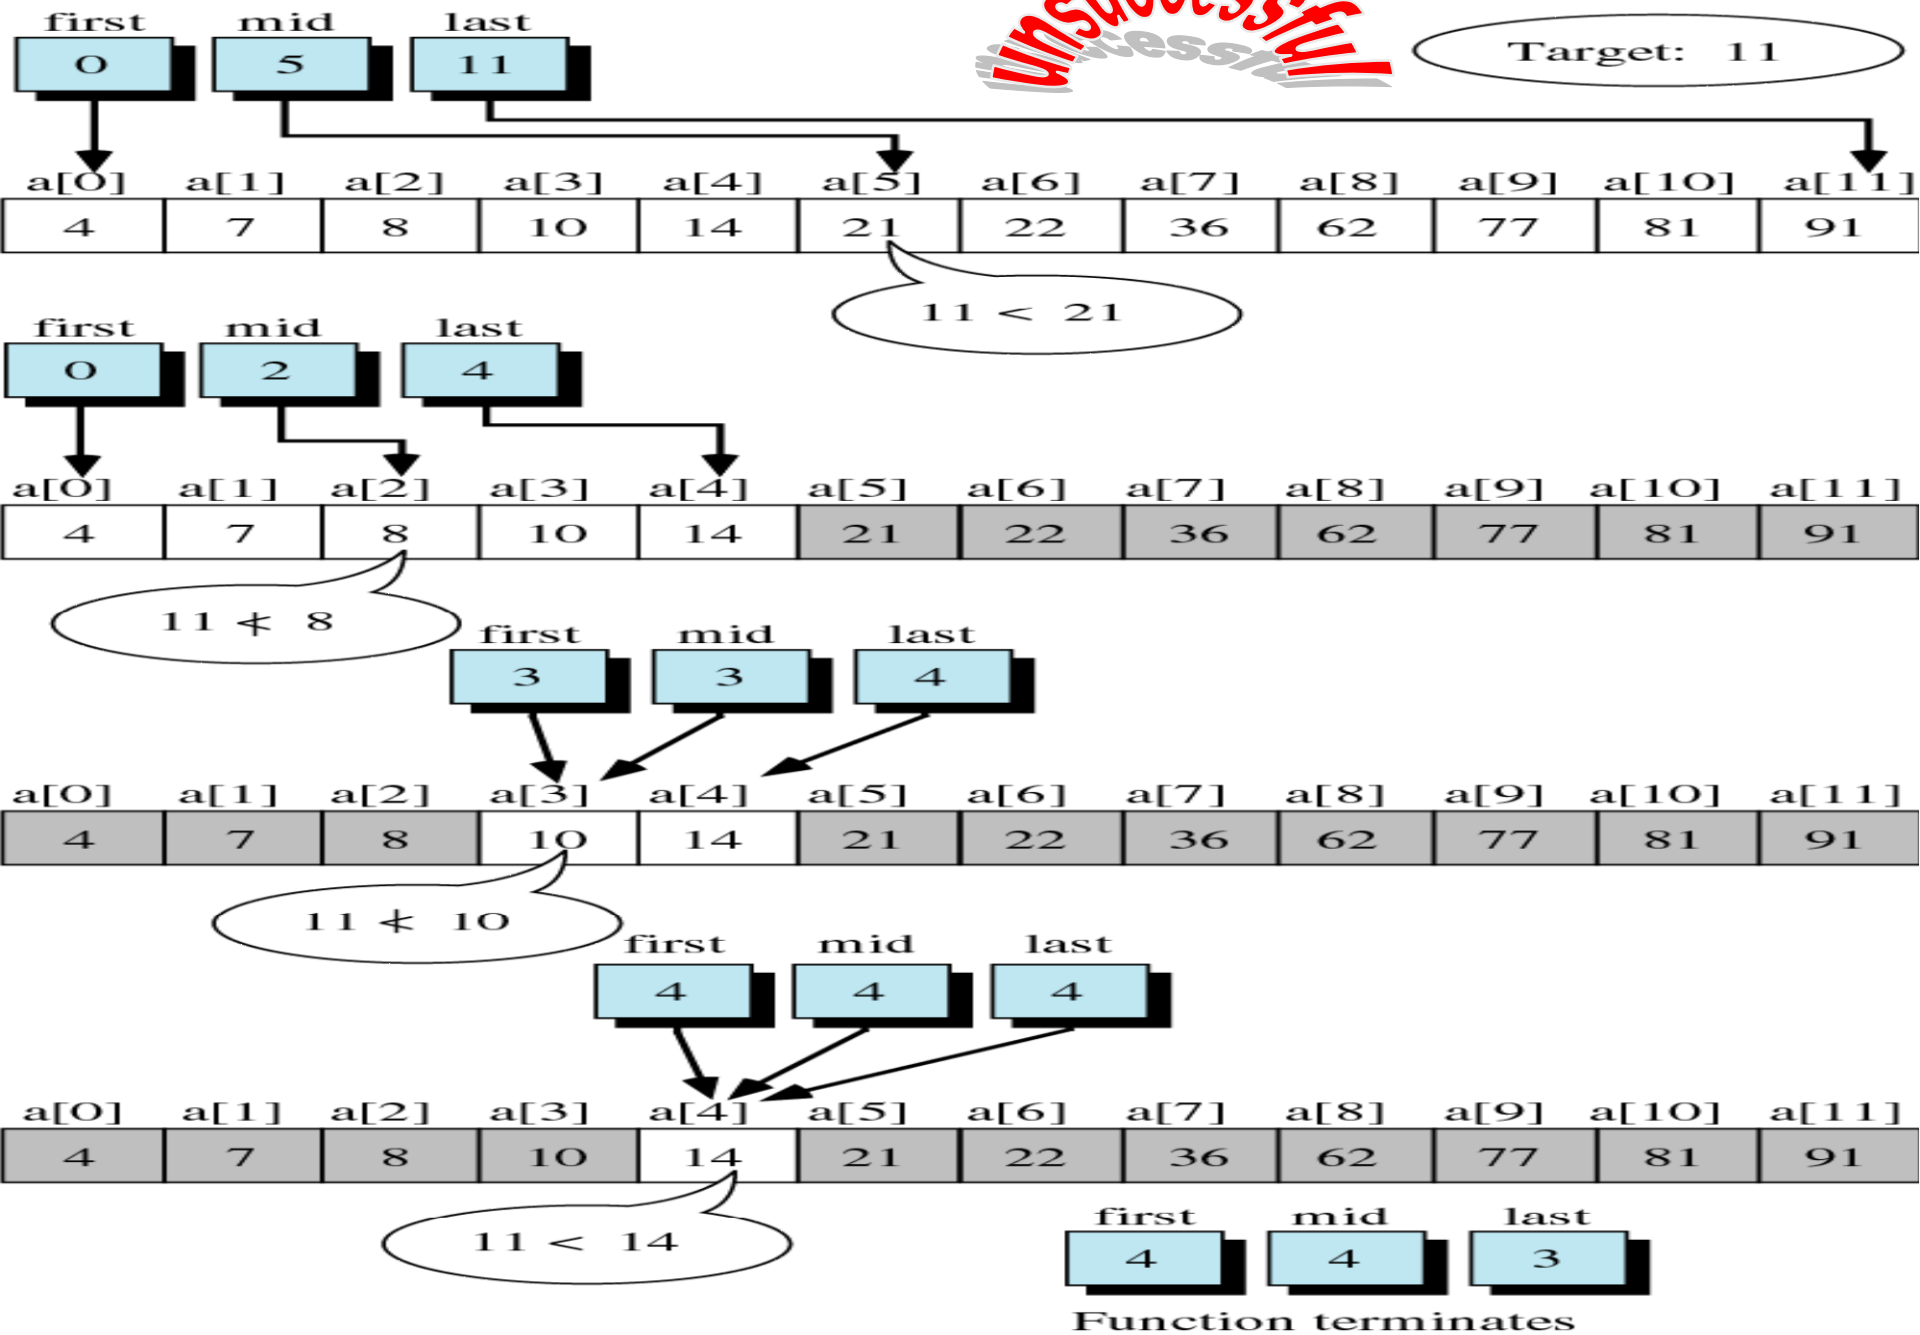 unsuccessful
Target: 11
first mid last
0 5 11
a[0] a[1] a[2] a[3] a[4] a[5] a[6] a[7] a[8] a[9] a[10] a[11]
4 7 8 10 14 21 22 36 62 77 81 91
11 < 21
first mid last
0 2 4
a[0] a[1] a[2] a[3] a[4] a[5] a[6] a[7] a[8] a[9] a[10] a[11]
4 7 8 10 14 21 22 36 62 77 81 91
11 ≮ 8
first mid last
3 3 4
a[0] a[1] a[2] a[3] a[4] a[5] a[6] a[7] a[8] a[9] a[10] a[11]
4 7 8 10 14 21 22 36 62 77 81 91
11 ≮ 10
first mid last
4 4 4
a[0] a[1] a[2] a[3] a[4] a[5] a[6] a[7] a[8] a[9] a[10] a[11]
4 7 8 10 14 21 22 36 62 77 81 91
11 < 14
first mid last
4 4 3
Function terminates